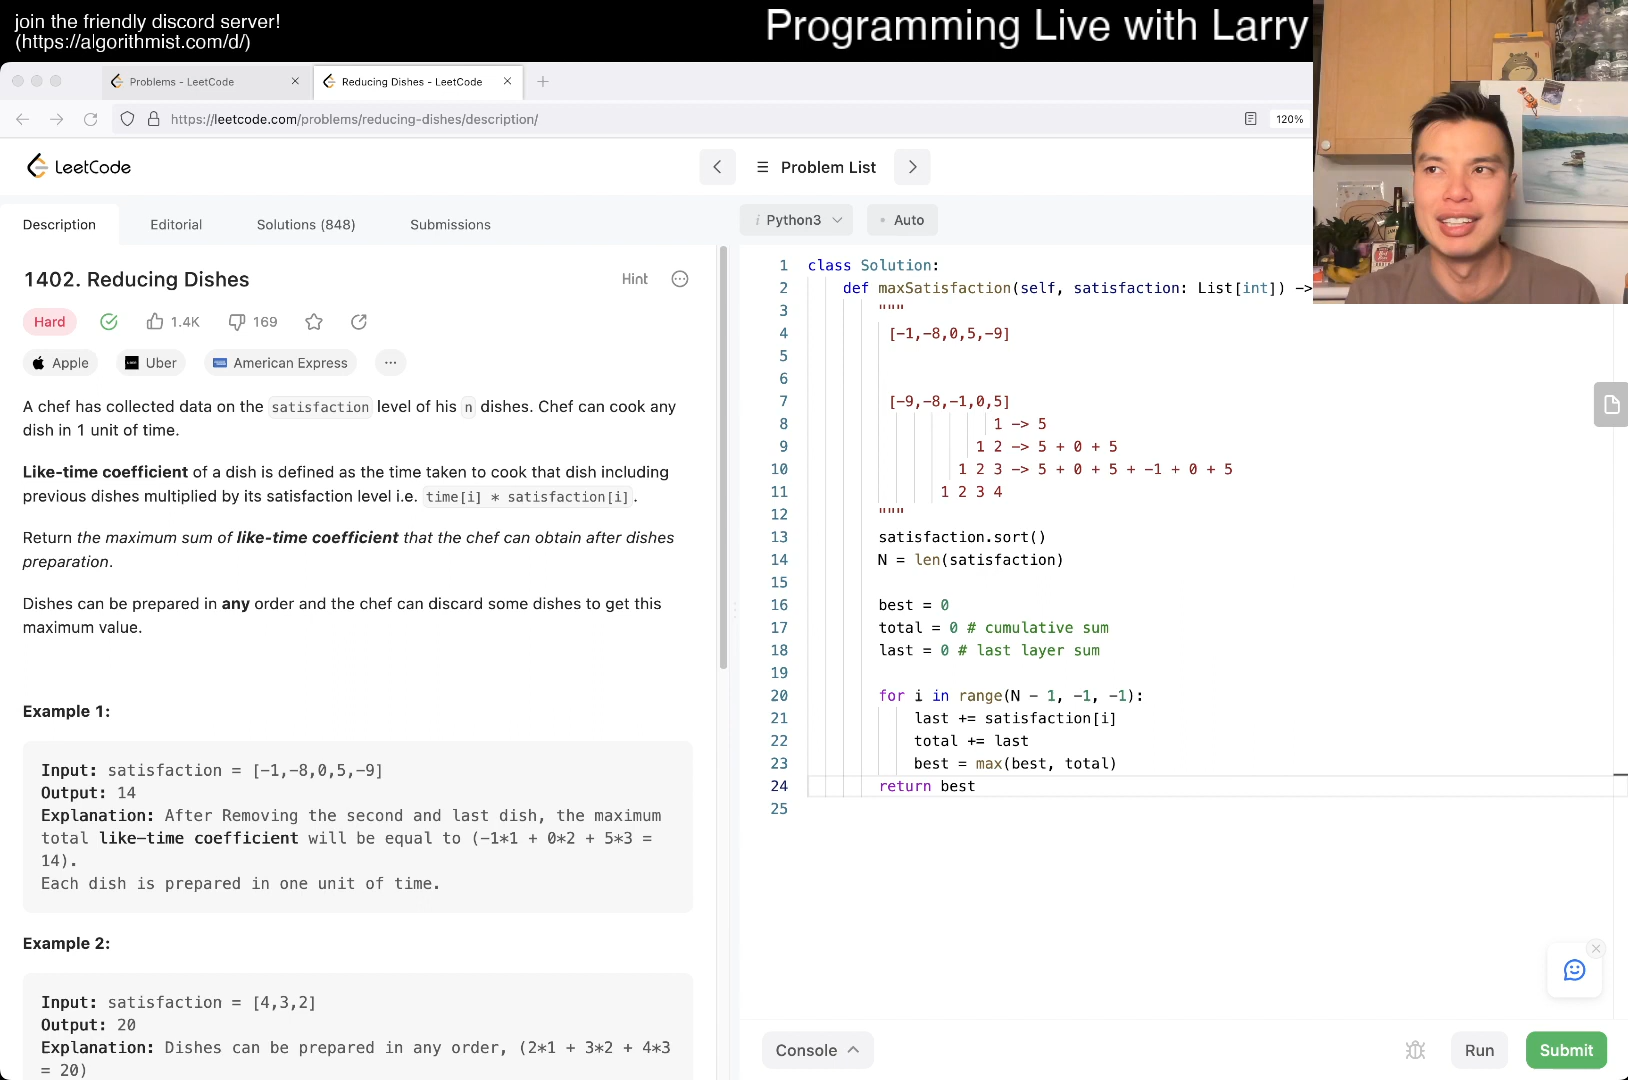 join the friendly discord server!
(https://algorithmist.com/d/)
Programming Live with Larry
Problems - LeetCode
Reducing Dishes - LeetCode
https://leetcode.com/problems/reducing-dishes/description/
120%
LeetCode
Problem List
Description
Editorial
Solutions (848)
Submissions
i Python3
Auto
1402. Reducing Dishes
Hint
Hard
1.4K
169
Apple
Uber
American Express
...
A chef has collected data on the satisfaction level of his n dishes. Chef can cook any
dish in 1 unit of time.
Like-time coefficient of a dish is defined as the time taken to cook that dish including
previous dishes multiplied by its satisfaction level i.e. time[i] * satisfaction[i].
Return the maximum sum of like-time coefficient that the chef can obtain after dishes
preparation.
Dishes can be prepared in any order and the chef can discard some dishes to get this
maximum value.
Example 1:
Input: satisfaction = [-1,-8,0,5,-9]
Output: 14
Explanation: After Removing the second and last dish, the maximum
total like-time coefficient will be equal to (-1*1 + 0*2 + 5*3 =
14).
Each dish is prepared in one unit of time.
Example 2:
Input: satisfaction = [4,3,2]
Output: 20
Explanation: Dishes can be prepared in any order, (2*1 + 3*2 + 4*3
= 20)
1 class Solution:
2 def maxSatisfaction(self, satisfaction: List[int]) ->
3 """
4 [-1,-8,0,5,-9]
5
6
7 [-9,-8,-1,0,5]
8 1 -> 5
9 1 2 -> 5 + 0 + 5
10 1 2 3 -> 5 + 0 + 5 + -1 + 0 + 5
11 1 2 3 4
12 """
13 satisfaction.sort()
14 N = len(satisfaction)
15
16 best = 0
17 total = 0 # cumulative sum
18 last = 0 # last layer sum
19
20 for i in range(N - 1, -1, -1):
21 last += satisfaction[i]
22 total += last
23 best = max(best, total)
24 return best
25
Console
Run
Submit